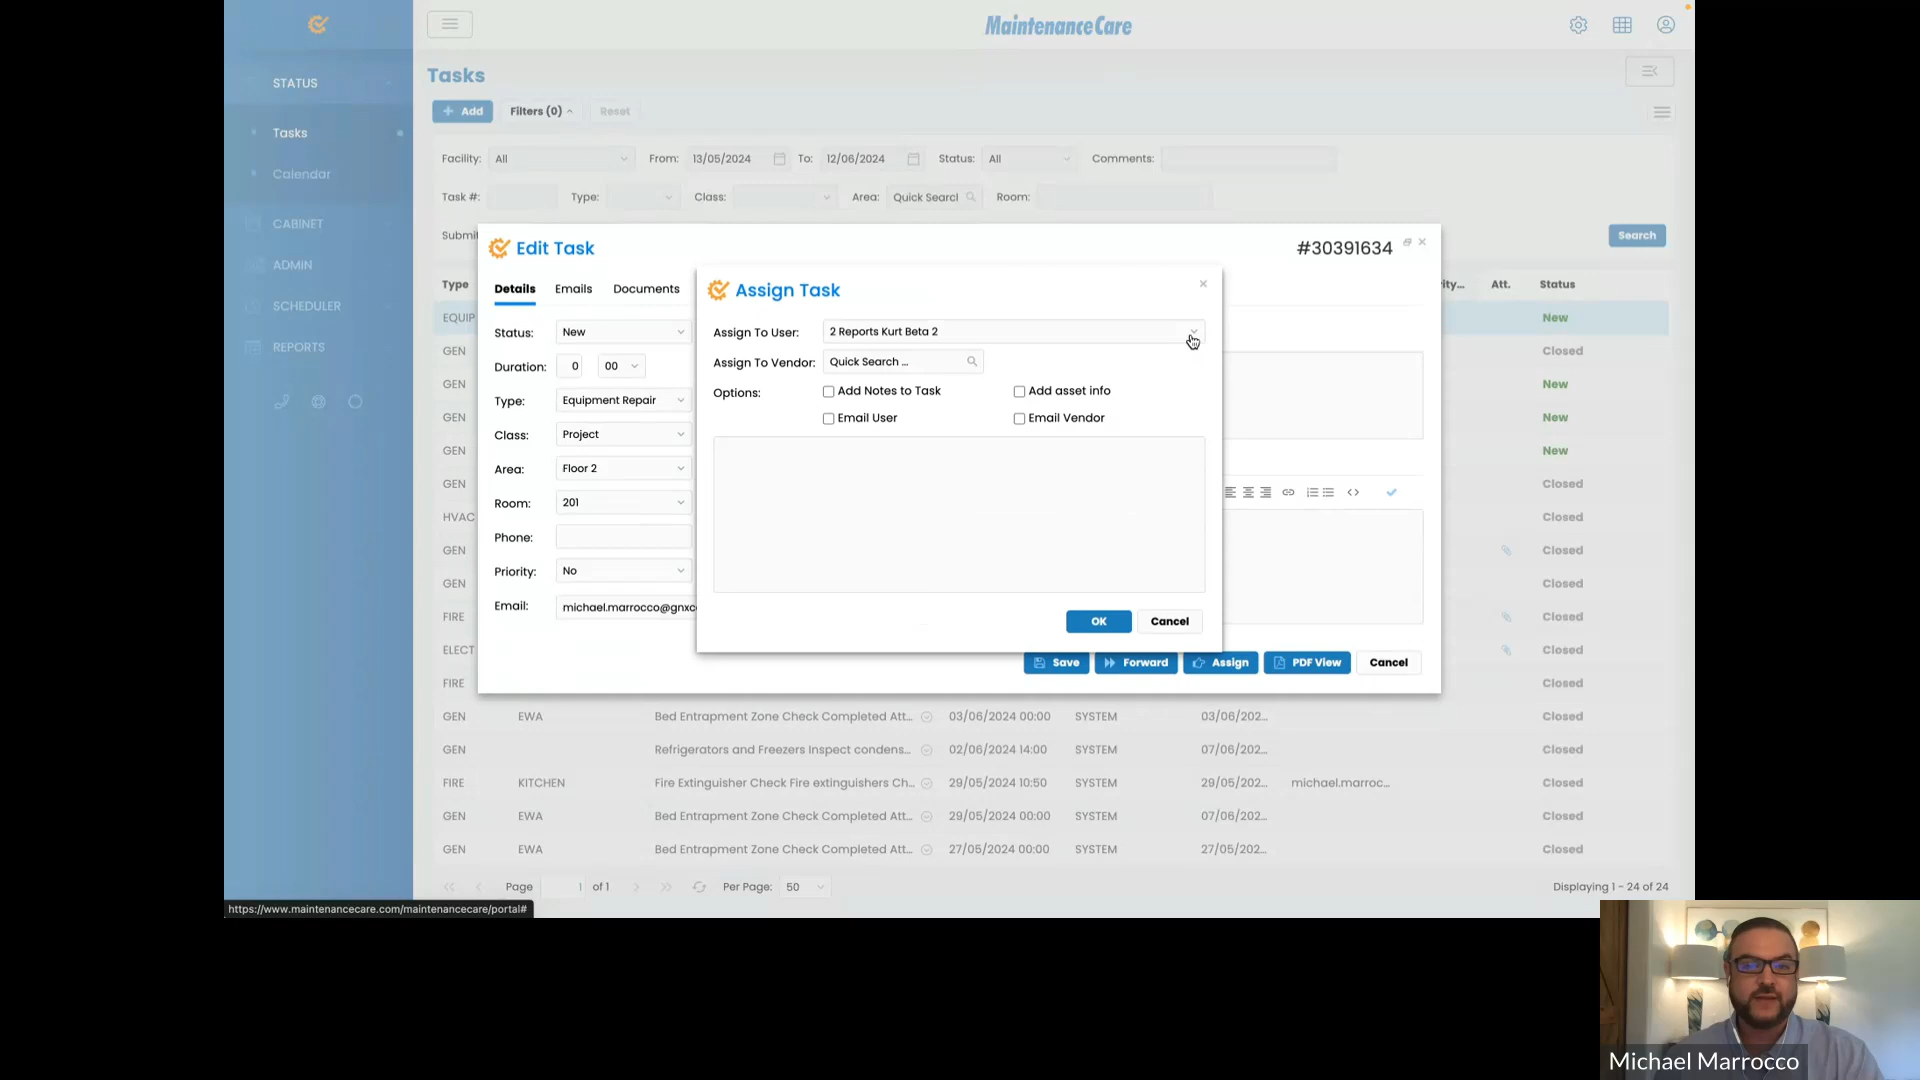 MaintenanceCare
STATUS
Tasks
Calendar
CABINET
ADMIN
SCHEDULER
REPORTS
Tasks
+ Add Filters (0) Reset
Facility: All From: 13/05/2024 To: 12/06/2024 Status: All Comments:
Task #: Type: Class: Area: Quick Search Room:
Submi
Search
Edit Task
#30391634
Details Emails Documents
Status: New
Duration: 0 00
Type: Equipment Repair
Class: Project
Area: Floor 2
Room: 201
Phone:
Priority: No
Email: michael.marrocco@gnxc
Assign Task
Assign To User: 2 Reports Kurt Beta 2
Assign To Vendor: Quick Search ...
Options: Add Notes to Task Add asset info
Email User Email Vendor
OK Cancel
Save Forward Assign PDF View Cancel
Type ity... Att. Status
EQUIP New
GEN Closed
GEN New
GEN New
GEN New
GEN Closed
HVAC Closed
GEN Closed
GEN Closed
FIRE Closed
ELECT Closed
FIRE Closed
GEN EWA Bed Entrapment Zone Check Completed Att... 03/06/2024 00:00 SYSTEM 03/06/202... Closed
GEN Refrigerators and Freezers Inspect condens... 02/06/2024 14:00 SYSTEM 07/06/202... Closed
FIRE KITCHEN Fire Extinguisher Check Fire extinguishers Ch... 29/05/2024 10:50 SYSTEM 29/05/202... michael.marroc... Closed
GEN EWA Bed Entrapment Zone Check Completed Att... 29/05/2024 00:00 SYSTEM 07/06/202... Closed
GEN EWA Bed Entrapment Zone Check Completed Att... 27/05/2024 00:00 SYSTEM 27/05/202... Closed
Page 1 of 1 Per Page: 50 Displaying 1 - 24 of 24
https://www.maintenancecare.com/maintenancecare/portal#
Michael Marrocco